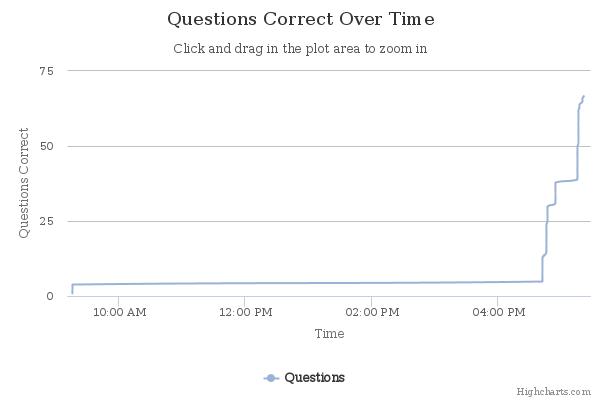 Questions Correct Over Time
Click and drag in the plot area to zoom in
75
50
25
0
Questions Correct
10:00 AM 12:00 PM 02:00 PM 04:00 PM
Time
Questions
Highcharts.com